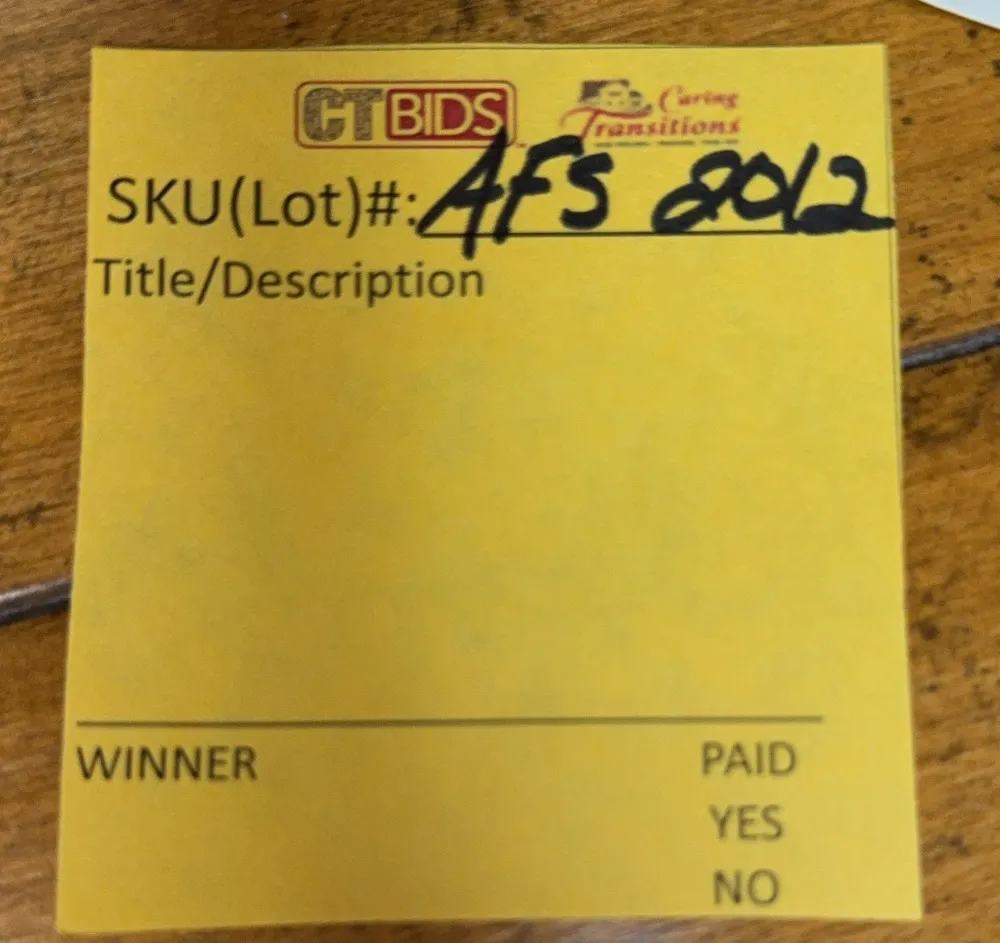 CTBIDS
Caring
Transitions
SKU(Lot)#: AFS 2012
Title/Description
WINNER PAID
YES
NO